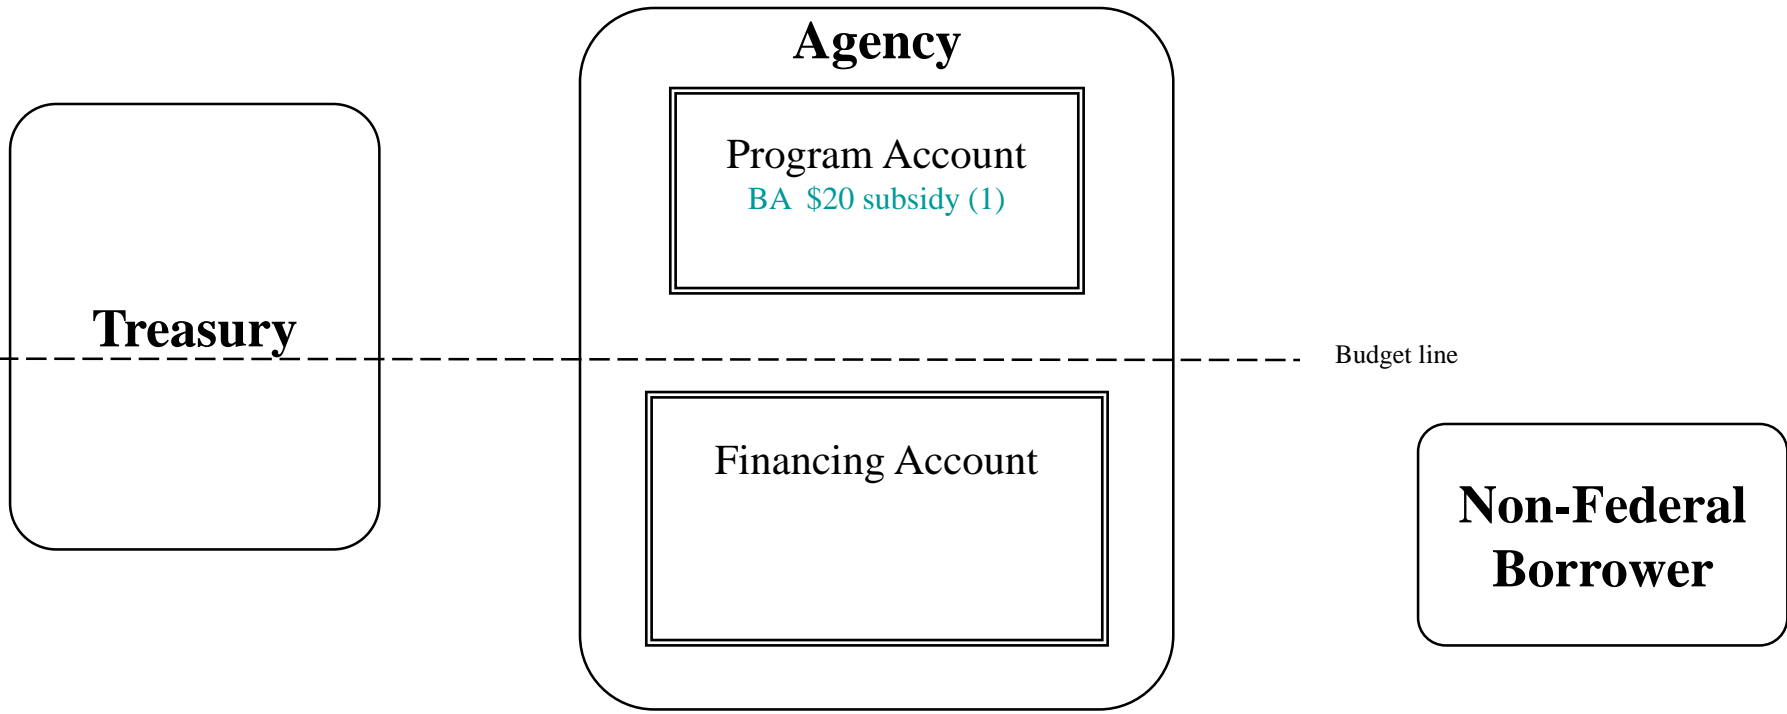 Agency
Program Account
BA  $20 subsidy (1)
Treasury
Budget line
Financing Account
Non-Federal
Borrower